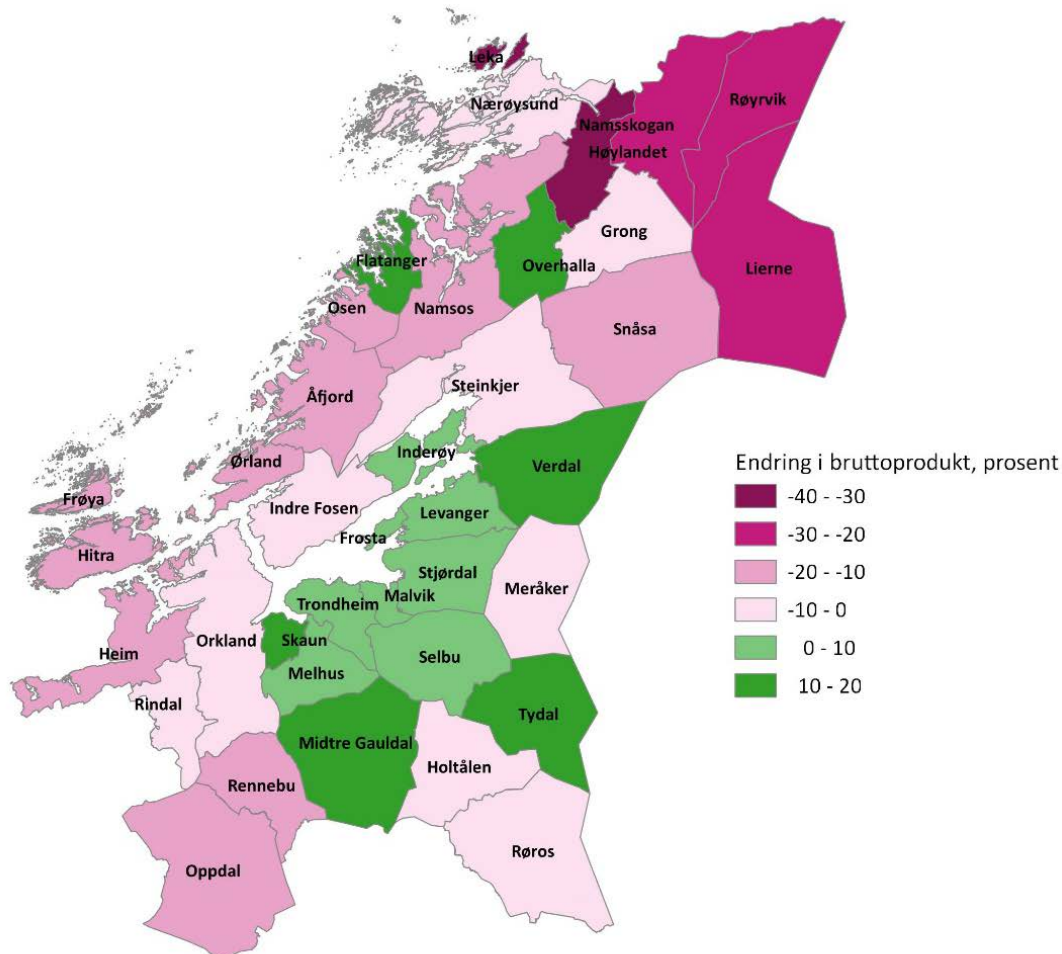 Leka
Nærøysund
Røyrvik
Namsskogan
Høylandet
Grong
Flatanger
Overhalla
Lierne
Osen
Namsos
Snåsa
Steinkjer
Åfjord
Inderøy
Verdal
Ørland
Frøya
Indre Fosen
Levanger
Frosta
Hitra
Stjørdal
Meråker
Malvik
Trondheim
Orkland
Skaun
Heim
Selbu
Melhus
Rindal
Tydal
Midtre Gauldal
Holtålen
Rennebu
Røros
Oppdal
Endring i bruttoprodukt, prosent
-40 - -30
-30 - -20
-20 - -10
-10 - 0
0 - 10
10 - 20